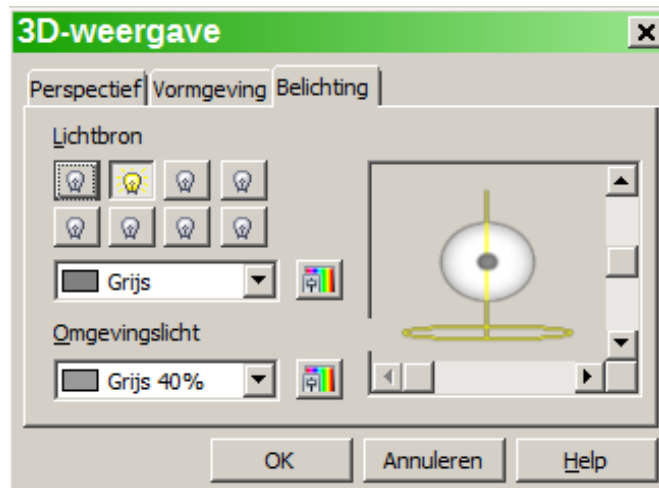 3D-weergave
Perspectief Vormgeving Belichting
Lichtbron
Grijs
Omgevingslicht
Grijs 40%
OK Annuleren Help